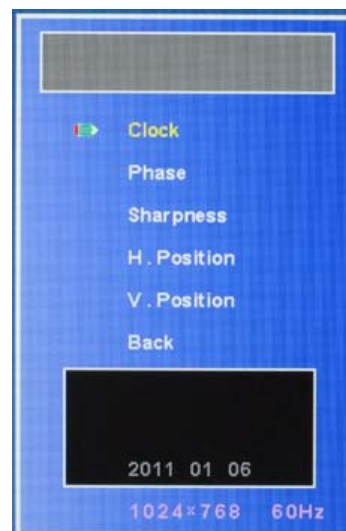 Clock
Phase
Sharpness
H . Position
V . Position
Back
2011 01 06
1024×768 60Hz